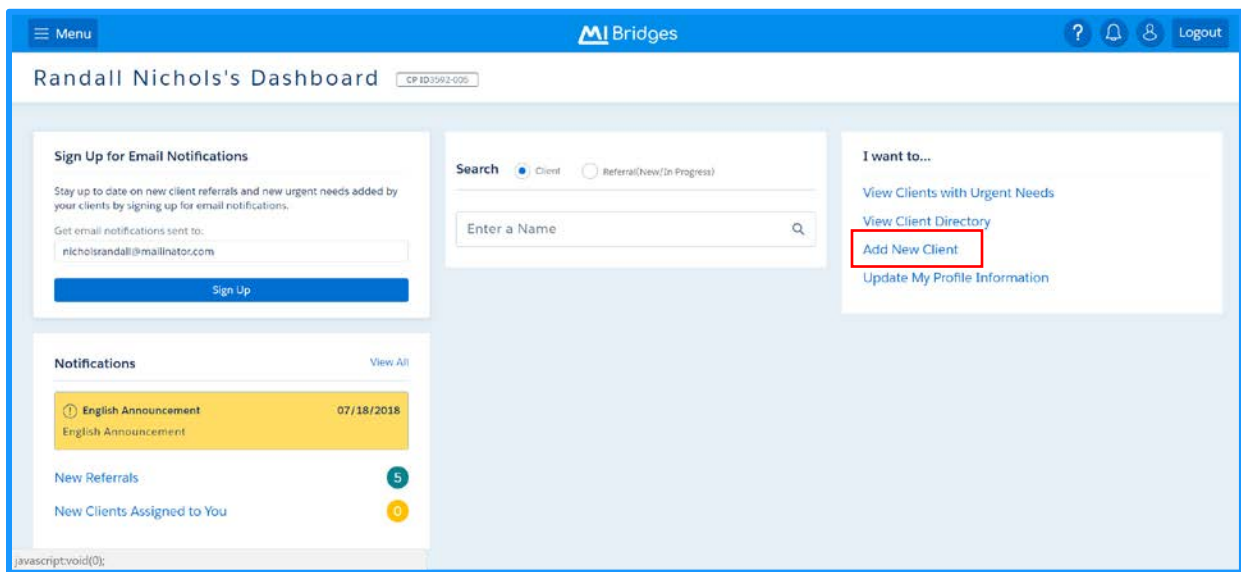 Menu
MI Bridges
?
Logout
Randall Nichols's Dashboard
CP ID3592-005
Sign Up for Email Notifications
Stay up to date on new client referrals and new urgent needs added by
your clients by signing up for email notifications.
Get email notifications sent to:
nicholsrandall@mailinator.com
Sign Up
Notifications
View All
English Announcement
07/18/2018
English Announcement
New Referrals
5
New Clients Assigned to You
0
Search
Client
Referral(New/In Progress)
Enter a Name
I want to...
View Clients with Urgent Needs
View Client Directory
Add New Client
Update My Profile Information
javascript:void(0);